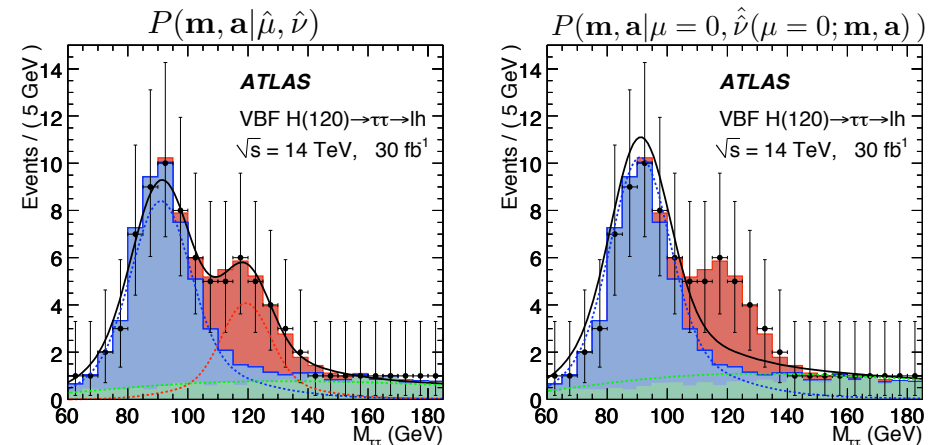 P(m, a|μ̂, ν̂)
Events / ( 5 GeV)
14
12
10
8
6
4
2
0
ATLAS
VBF H(120)→ττ→lh
√s = 14 TeV, 30 fb⁻¹
60 80 100 120 140 160 180
M_ττ (GeV)
P(m, a|μ = 0, ν̂̂(μ = 0; m, a) )
Events / ( 5 GeV)
14
12
10
8
6
4
2
0
ATLAS
VBF H(120)→ττ→lh
√s = 14 TeV, 30 fb⁻¹
60 80 100 120 140 160 180
M_ττ (GeV)